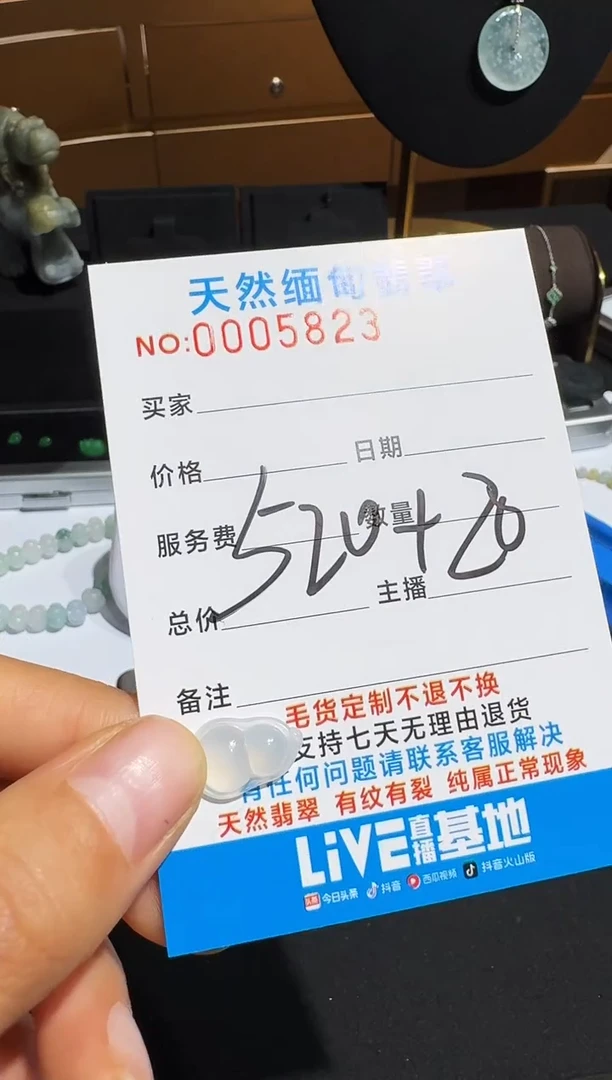 天然缅甸翡翠
NO:0005823
买家
价格 日期
服务费 数量
520+20
总价 主播
备注
毛货定制不退不换
支持七天无理由退货
有任何问题请联系客服解决
天然翡翠 有纹有裂 纯属正常现象
LiVE直播基地
头条 今日头条 抖音 西瓜视频 抖音火山版